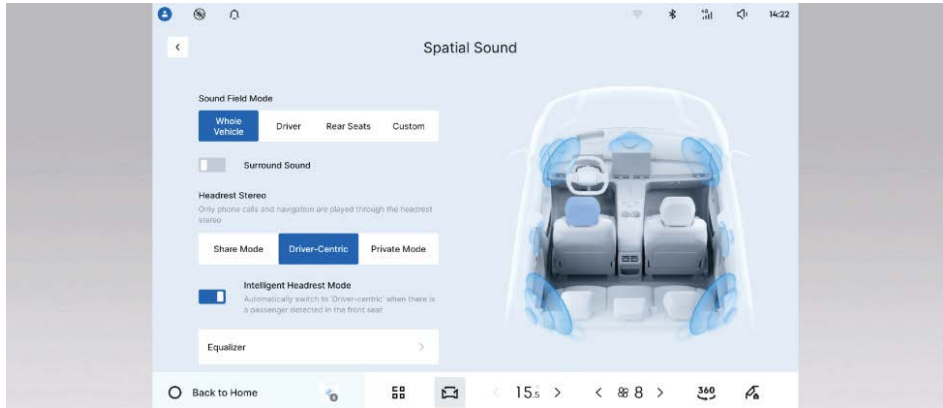 4G
14:22
Spatial Sound
Sound Field Mode
Whole
Vehicle
Driver
Rear Seats
Custom
Surround Sound
Headrest Stereo
Only phone calls and navigation are played through the headrest
stereo
Share Mode
Driver-Centric
Private Mode
Intelligent Headrest Mode
Automatically switch to 'Driver-centric' when there is
a passenger detected in the front seat
Equalizer
Back to Home
15.5
8
360